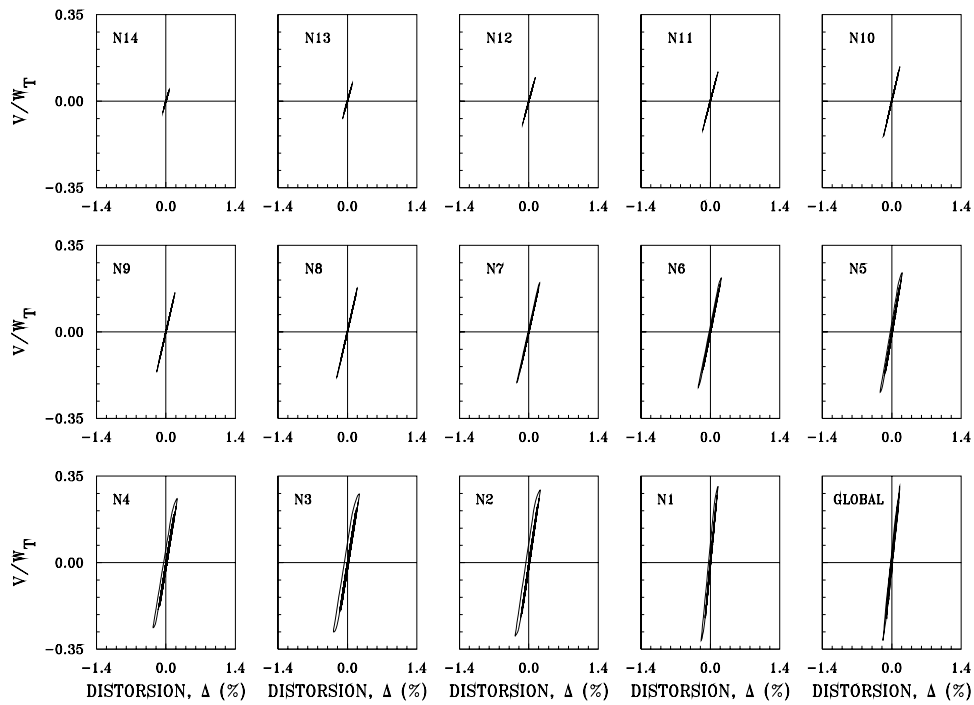 0.35 N14 N13 N12 N11 N10
V/W_T 0.00
-0.35
-1.4 0.0 1.4 -1.4 0.0 1.4 -1.4 0.0 1.4 -1.4 0.0 1.4 -1.4 0.0 1.4
0.35 N9 N8 N7 N6 N5
V/W_T 0.00
-0.35
-1.4 0.0 1.4 -1.4 0.0 1.4 -1.4 0.0 1.4 -1.4 0.0 1.4 -1.4 0.0 1.4
0.35 N4 N3 N2 N1 GLOBAL
V/W_T 0.00
-0.35
-1.4 0.0 1.4 -1.4 0.0 1.4 -1.4 0.0 1.4 -1.4 0.0 1.4 -1.4 0.0 1.4
DISTORSION, Δ (%) DISTORSION, Δ (%) DISTORSION, Δ (%) DISTORSION, Δ (%) DISTORSION, Δ (%)